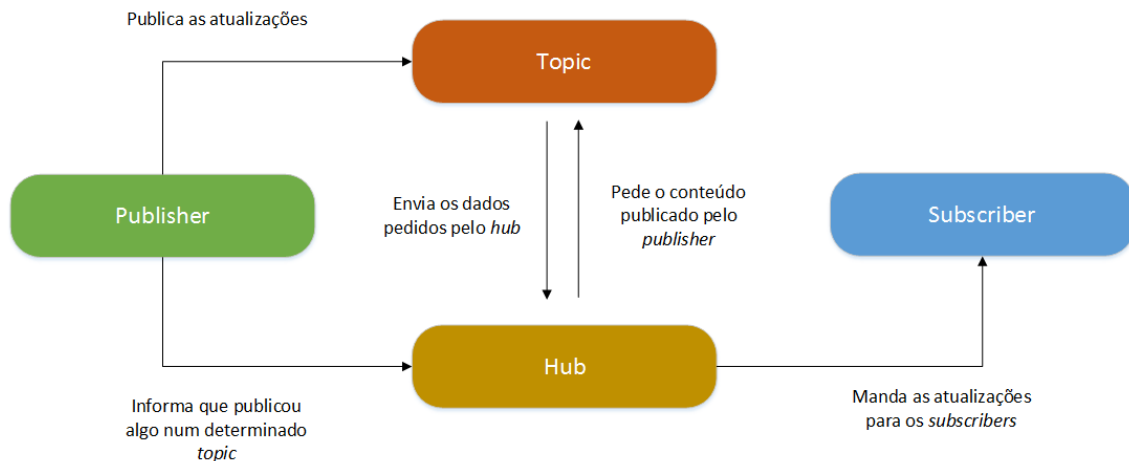 Publica as atualizações
Topic
Publisher
Envia os dados
pedidos pelo hub
Pede o conteúdo
publicado pelo
publisher
Subscriber
Hub
Informa que publicou
algo num determinado
topic
Manda as atualizações
para os subscribers